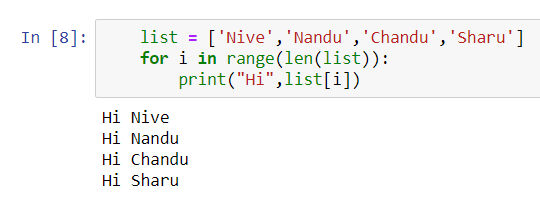 In [8]: list = ['Nive','Nandu','Chandu','Sharu']
for i in range(len(list)):
print("Hi",list[i])
Hi Nive
Hi Nandu
Hi Chandu
Hi Sharu